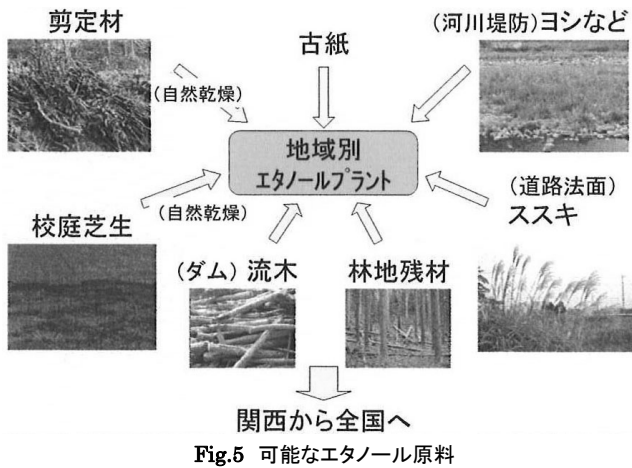 剪定材
古紙
(河川堤防)ヨシなど
(自然乾燥)
地域別
エタノールプラント
(道路法面)
ススキ
校庭芝生
(自然乾燥)
(ダム)流木
林地残材
関西から全国へ
Fig.5 可能なエタノール原料